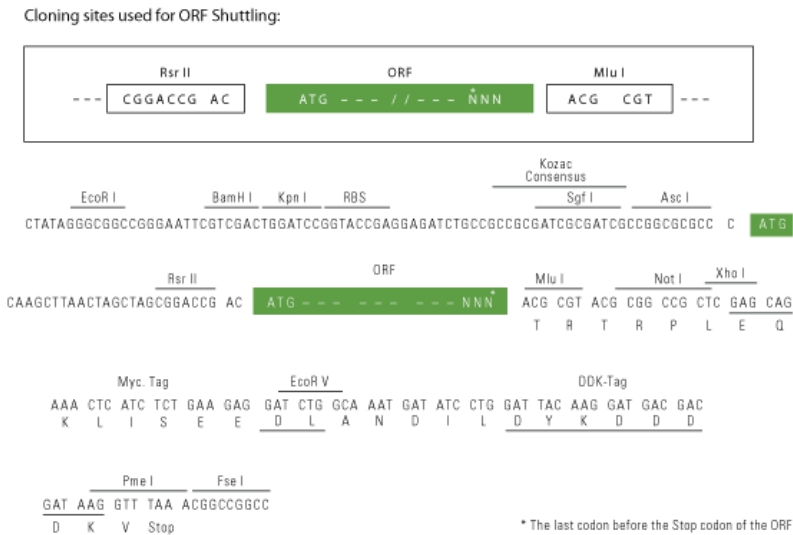 Cloning sites used for ORF Shuttling:
Rsr II ORF Mlu I
--- CGGACCG AC ATG --- //--- N*NN ACG CGT ---
Kozac
Consensus
EcoR I BamH I Kpn I RBS Sgf I Asc I
CTATAGGGCGGCCGGGAATTCGTCGACTGGATCCGGTACCGAGGAGATCTGCCGCCGCGATCGCGATCGCCGGCGCGCC C ATG
Rsr II ORF Mlu I Not I Xho I
CAAGCTTAACTAGCTAGCGGACCG AC ATG --- --- --- NNN* ACG CGT ACG CGG CCG CTC GAG CAG
T R T R P L E Q
Myc. Tag EcoR V DDK-Tag
AAA CTC ATC TCT GAA GAG GAT CTG GCA AAT GAT ATC CTG GAT TAC AAG GAT GAC GAC
K L I S E E D L A N D I L D Y K D D D
Pme I Fse I
GAT AAG GTT TAA ACGGCCGGCC
D K V Stop
* The last codon before the Stop codon of the ORF